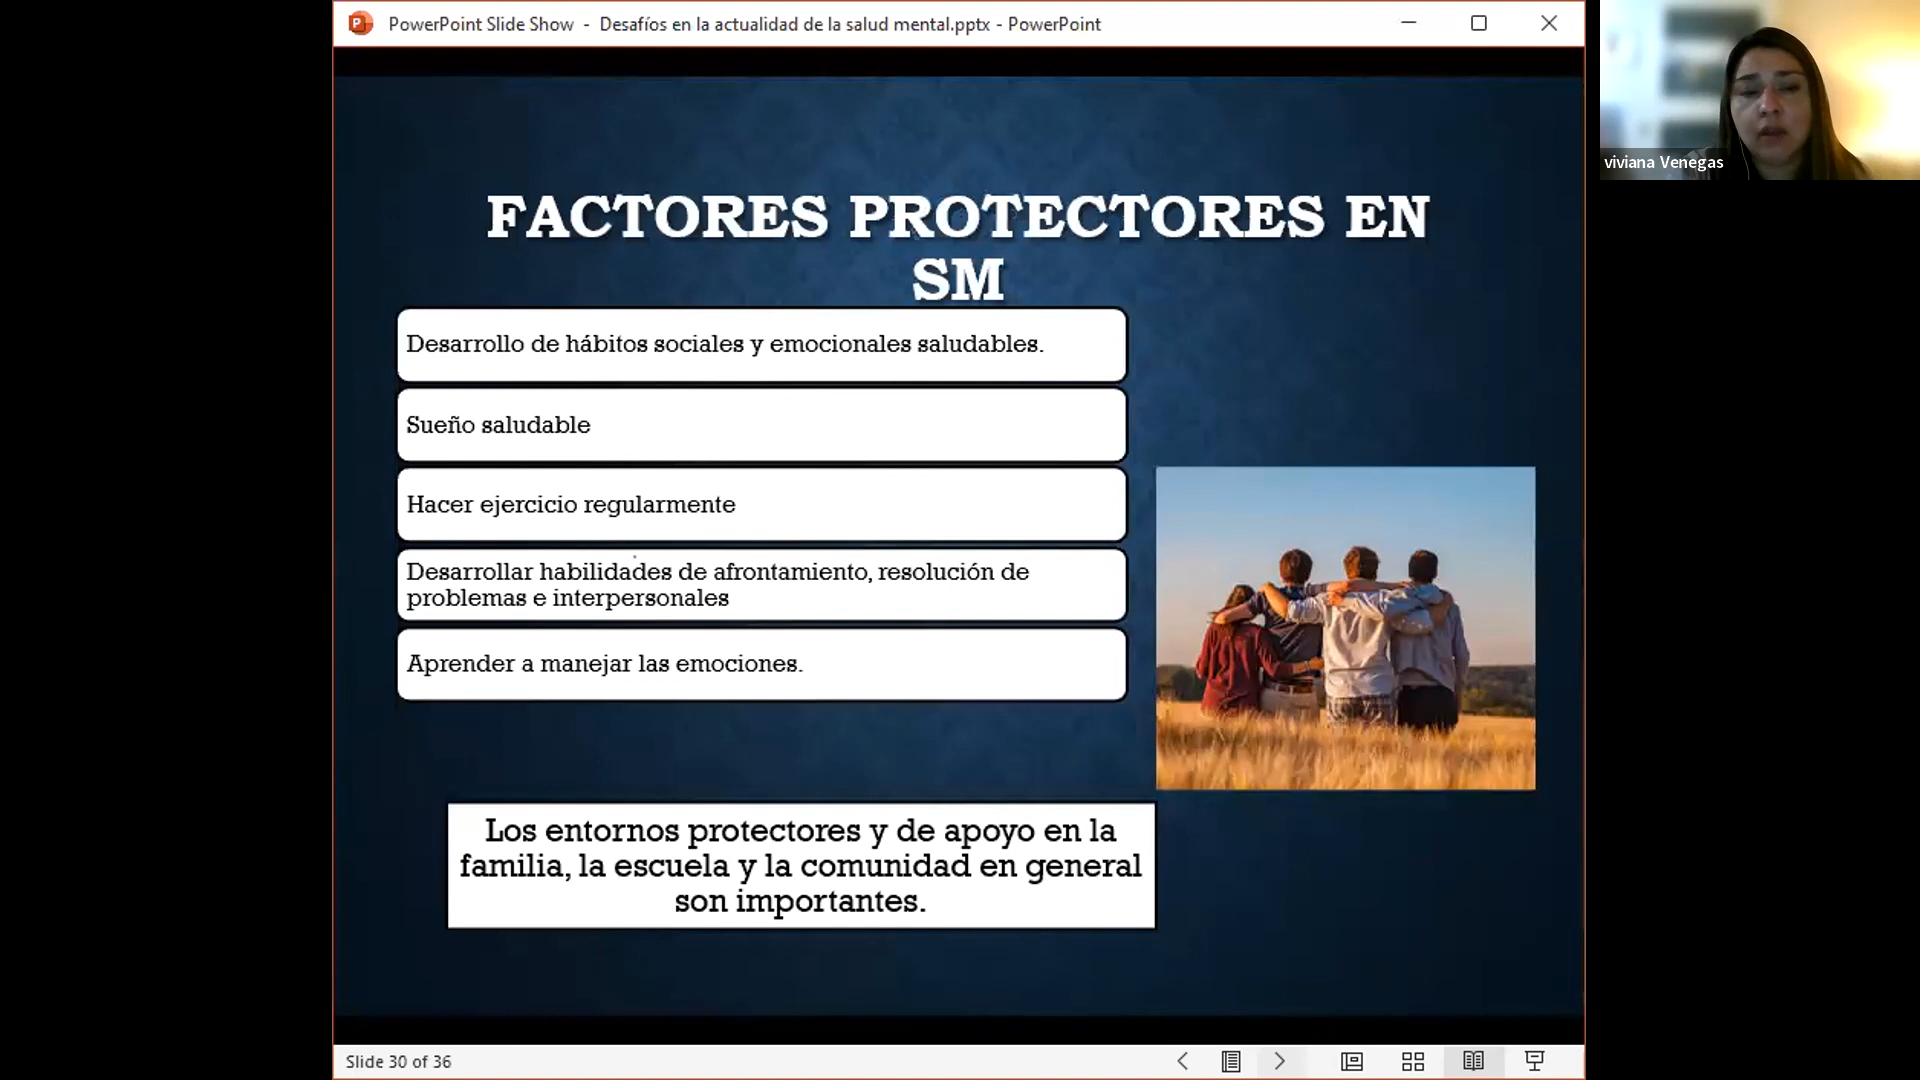 PowerPoint Slide Show - Desafíos en la actualidad de la salud mental.pptx - PowerPoint
viviana Venegas
FACTORES PROTECTORES EN
SM
Desarrollo de hábitos sociales y emocionales saludables.
Sueño saludable
Hacer ejercicio regularmente
Desarrollar habilidades de afrontamiento, resolución de
problemas e interpersonales
Aprender a manejar las emociones.
Los entornos protectores y de apoyo en la
familia, la escuela y la comunidad en general
son importantes.
Slide 30 of 36